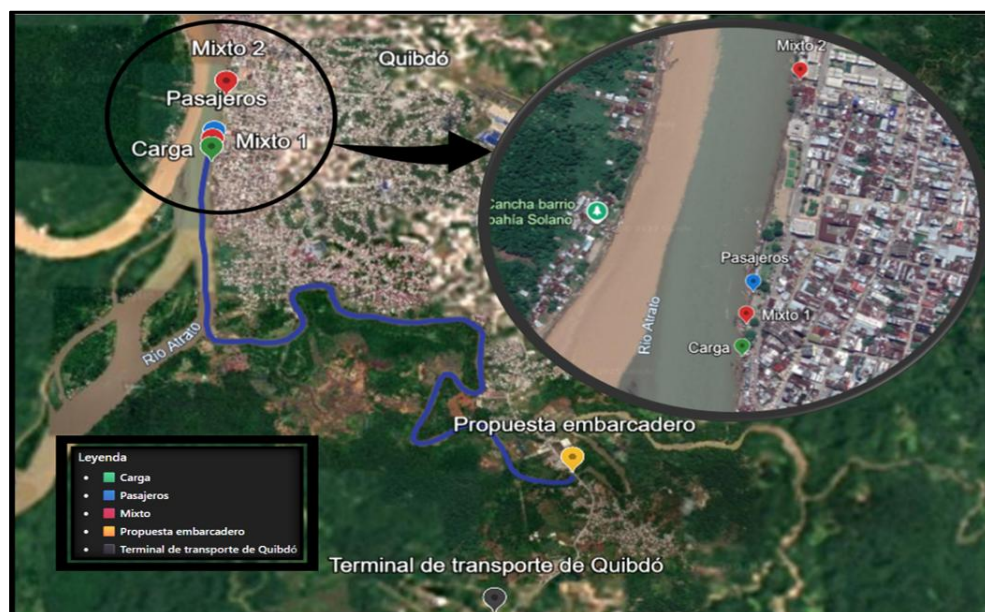 Mixto 2
Quibdó
Pasajeros
Mixto 1
Carga
Río Atrato
Propuesta embarcadero
Terminal de transporte de Quibdó
Leyenda
Carga
Pasajeros
Mixto
Propuesta embarcadero
Terminal de transporte de Quibdó
Mixto 2
Cancha barrio
bahía Solano
Pasajeros
Mixto 1
Carga
Río Atrato